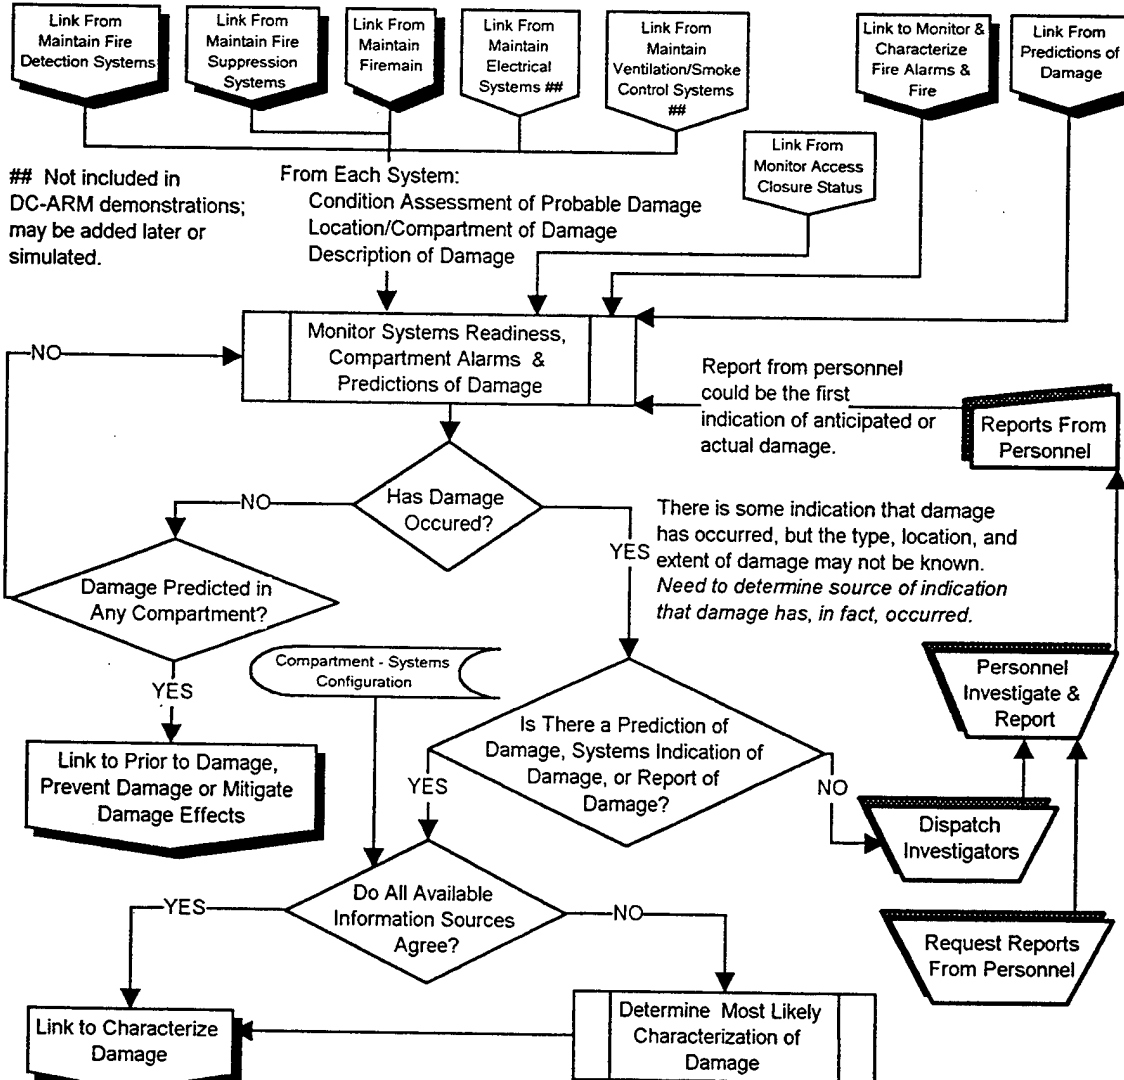 Link From
Maintain Fire
Detection Systems
Link From
Maintain Fire
Suppression
Systems
Link From
Maintain
Firemain
Link From
Maintain
Electrical
Systems ##
Link From
Maintain
Ventilation/Smoke
Control Systems
##
Link to Monitor &
Characterize
Fire Alarms &
Fire
Link From
Predictions of
Damage
Link From
Monitor Access
Closure Status
## Not included in
DC-ARM demonstrations;
may be added later or
simulated.
From Each System:
Condition Assessment of Probable Damage
Location/Compartment of Damage
Description of Damage
Monitor Systems Readiness,
Compartment Alarms &
Predictions of Damage
NO
Report from personnel
could be the first
indication of anticipated or
actual damage.
Reports From
Personnel
Has Damage
Occured?
NO
YES
There is some indication that damage
has occurred, but the type, location, and
extent of damage may not be known.
Need to determine source of indication
that damage has, in fact, occurred.
Damage Predicted in
Any Compartment?
YES
Compartment - Systems
Configuration
Personnel
Investigate &
Report
Link to Prior to Damage,
Prevent Damage or Mitigate
Damage Effects
Is There a Prediction of
Damage, Systems Indication of
Damage, or Report of
Damage?
YES
NO
Dispatch
Investigators
Do All Available
Information Sources
Agree?
YES
NO
Request Reports
From Personnel
Link to Characterize
Damage
Determine Most Likely
Characterization of
Damage